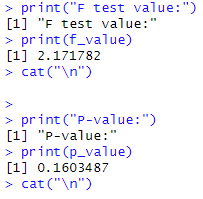 > print("F test value:")
[1] "F test value:"
> print(f_value)
[1] 2.171782
> cat("\n")

>
> print("P-value:")
[1] "P-value:"
> print(p_value)
[1] 0.1603487
> cat("\n")